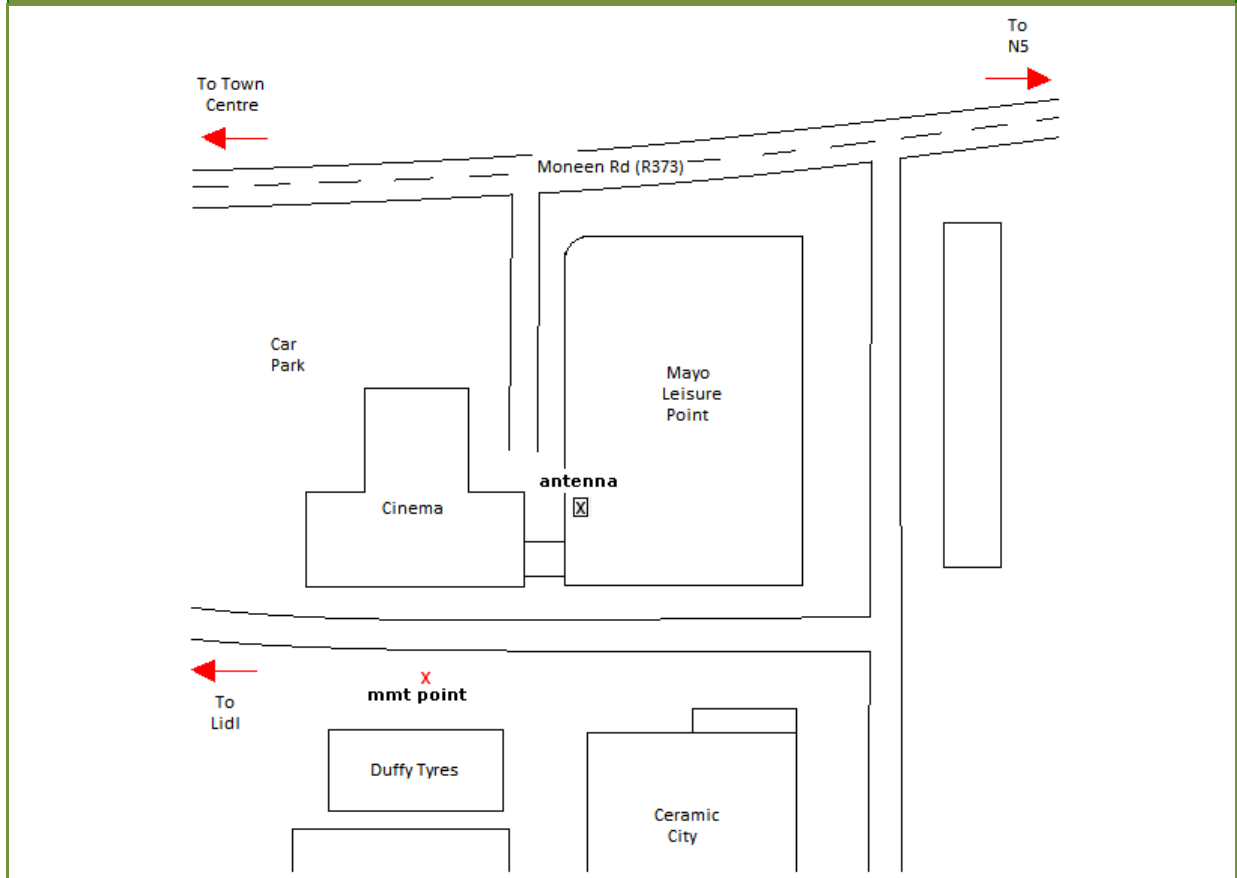 To
N5
To Town
Centre
Moneen Rd (R373)
Car
Park
Mayo
Leisure
Point
antenna
X
Cinema
X
mmt point
To
Lidl
Duffy Tyres
Ceramic
City